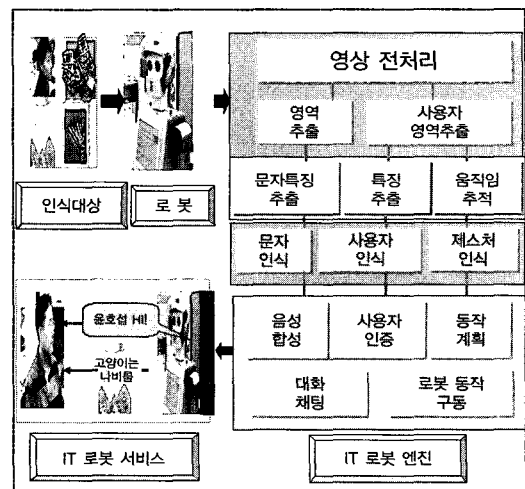 영상 전처리
영역
추출
사용자
영역추출
문자특징
추출
특징
추출
움직임
추적
인식대상
로 봇
문자
인식
사용자
인식
제스처
인식
윤호섭 HI!
고양이는
나비를
음성
합성
사용자
인증
동작
계획
대화
채팅
로봇 동작
구동
IT 로봇 서비스
IT 로봇 엔진